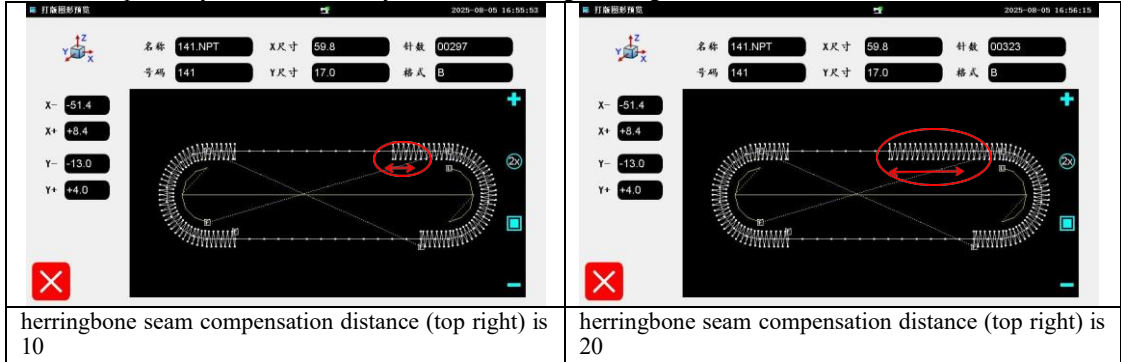 打版图形预览 2025-08-05 16:55:53
Z
Y
X
名称 141.NPT X尺寸 59.8 针数 00297
号码 141 Y尺寸 17.0 格式 B
X- -51.4
X+ +8.4
Y- -13.0
Y+ +4.0
2x
herringbone seam compensation distance (top right) is
10
打版图形预览 2025-08-05 16:56:15
Z
Y
X
名称 141.NPT X尺寸 59.8 针数 00323
号码 141 Y尺寸 17.0 格式 B
X- -51.4
X+ +8.4
Y- -13.0
Y+ +4.0
2x
herringbone seam compensation distance (top right) is
20